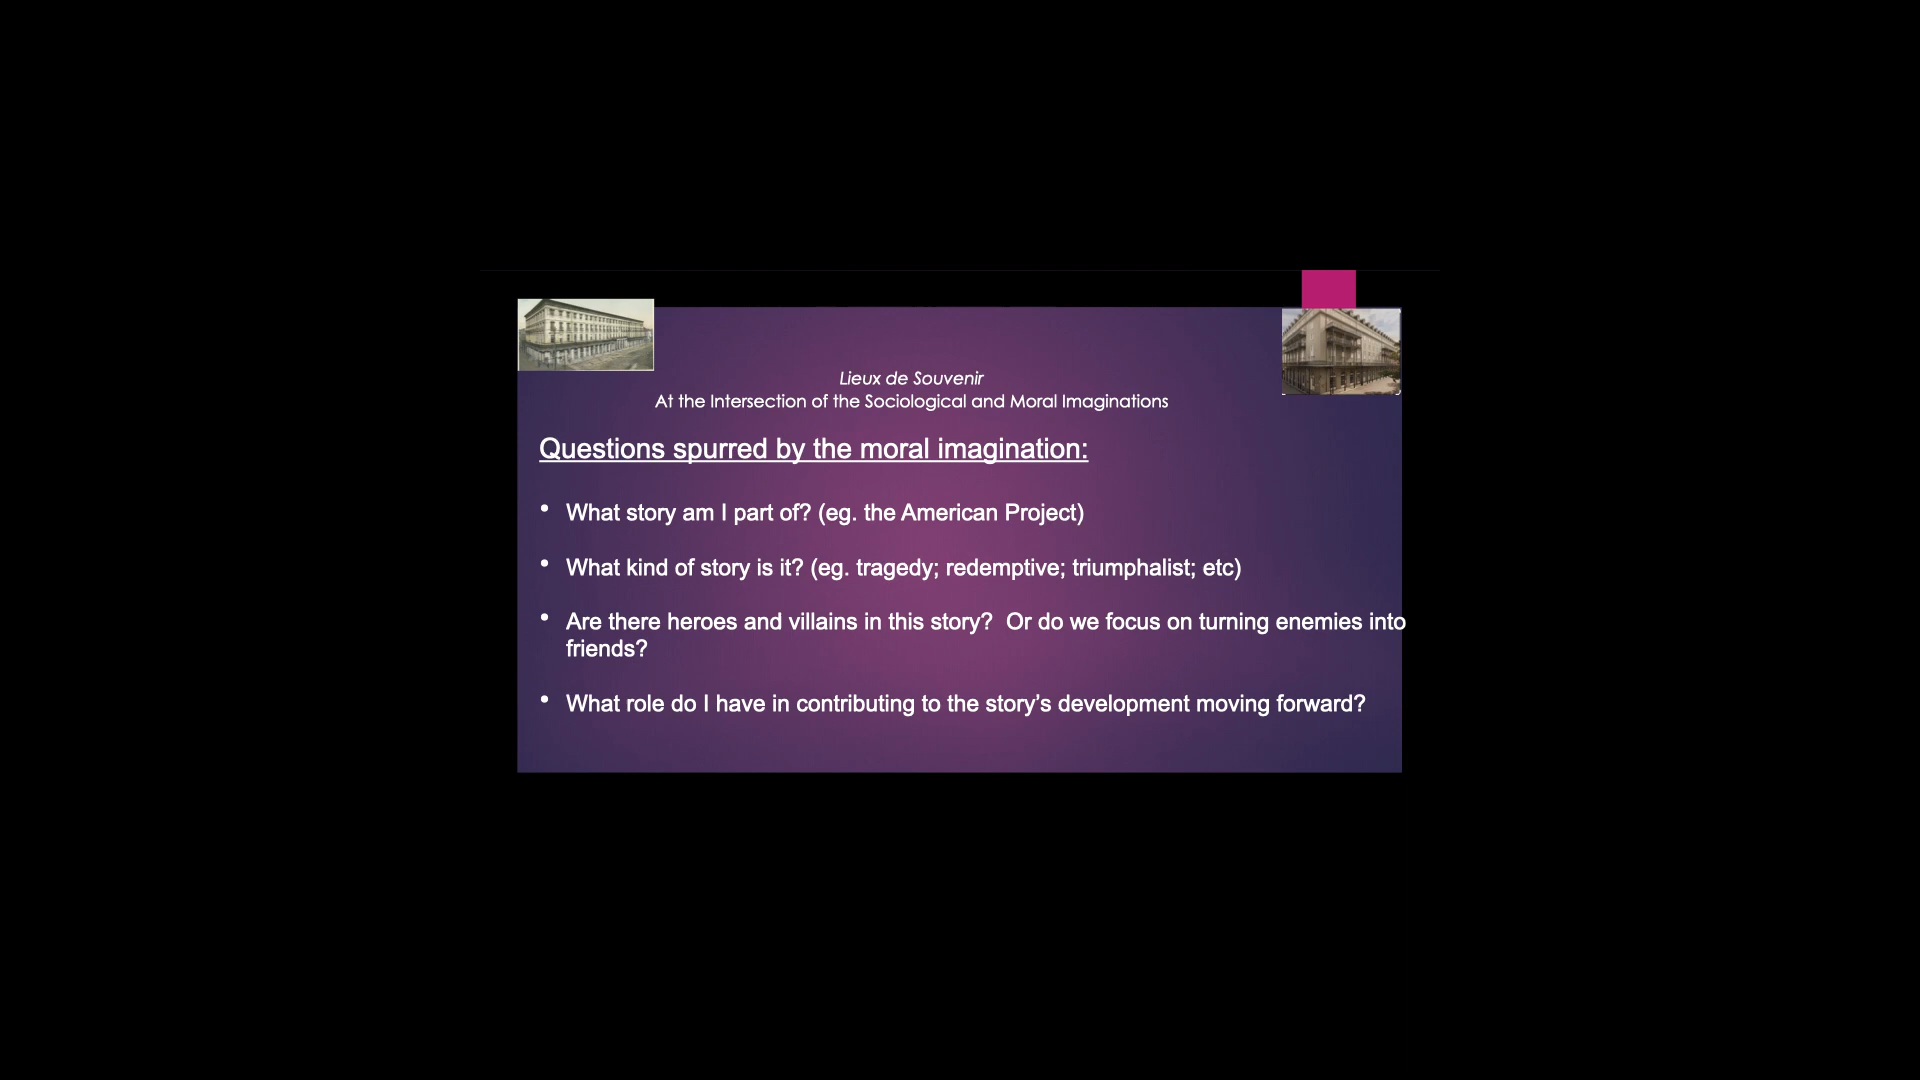 Lieux de Souvenir
At the Intersection of the Sociological and Moral Imaginations
Questions spurred by the moral imagination:
• What story am I part of? (eg. the American Project)
• What kind of story is it? (eg. tragedy; redemptive; triumphalist; etc)
• Are there heroes and villains in this story?  Or do we focus on turning enemies into
friends?
• What role do I have in contributing to the story’s development moving forward?